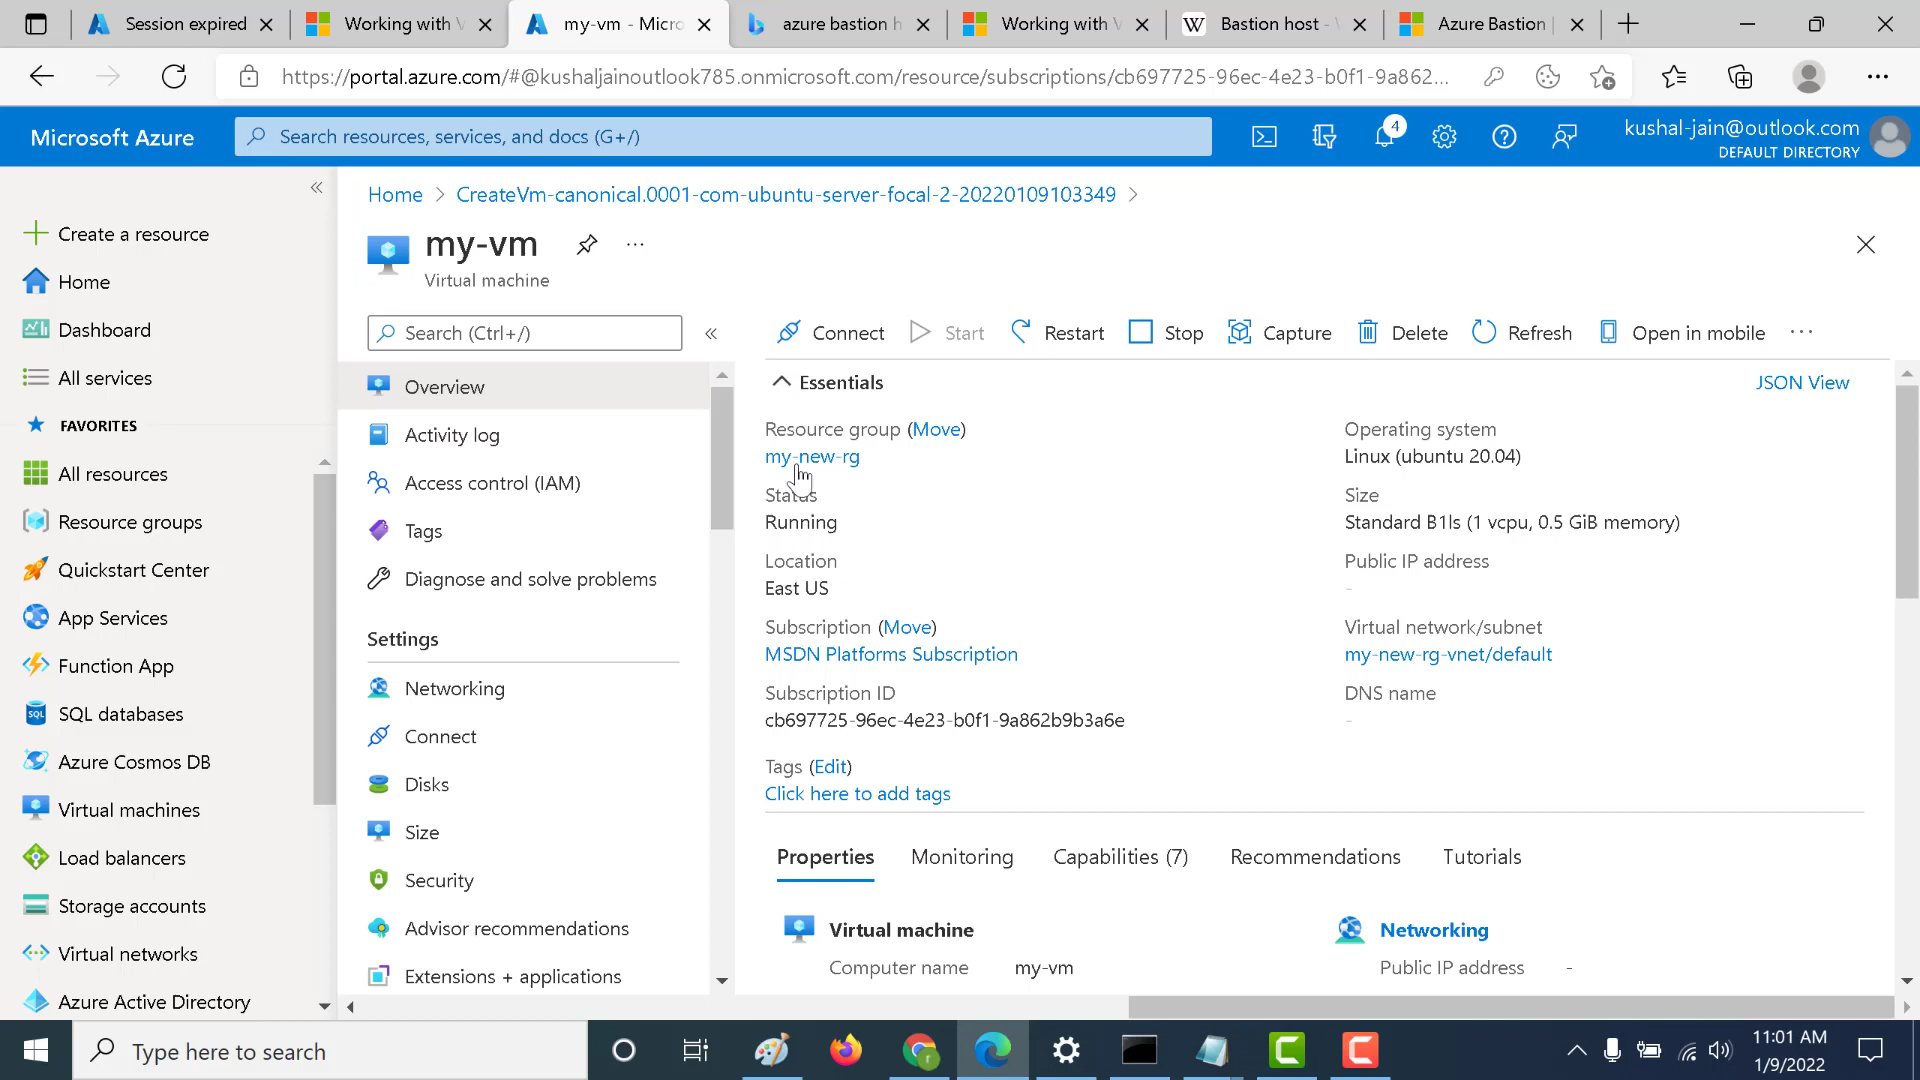 Session expired
Working with V
my-vm - Micro
azure bastion h
Working with V
Bastion host -
Azure Bastion |
https://portal.azure.com/#@kushaljainoutlook785.onmicrosoft.com/resource/subscriptions/cb697725-96ec-4e23-b0f1-9a862...
Microsoft Azure
Search resources, services, and docs (G+/)
4
kushal-jain@outlook.com
DEFAULT DIRECTORY
Create a resource
Home
Dashboard
All services
FAVORITES
All resources
Resource groups
Quickstart Center
App Services
Function App
SQL databases
Azure Cosmos DB
Virtual machines
Load balancers
Storage accounts
Virtual networks
Azure Active Directory
Home > CreateVm-canonical.0001-com-ubuntu-server-focal-2-20220109103349 >
my-vm
Virtual machine
Search (Ctrl+/)
Overview
Activity log
Access control (IAM)
Tags
Diagnose and solve problems
Settings
Networking
Connect
Disks
Size
Security
Advisor recommendations
Extensions + applications
Connect
Start
Restart
Stop
Capture
Delete
Refresh
Open in mobile
Essentials
JSON View
Resource group (Move)
my-new-rg
Status
Running
Location
East US
Subscription (Move)
MSDN Platforms Subscription
Subscription ID
cb697725-96ec-4e23-b0f1-9a862b9b3a6e
Tags (Edit)
Click here to add tags
Operating system
Linux (ubuntu 20.04)
Size
Standard B1ls (1 vcpu, 0.5 GiB memory)
Public IP address
-
Virtual network/subnet
my-new-rg-vnet/default
DNS name
-
Properties
Monitoring
Capabilities (7)
Recommendations
Tutorials
Virtual machine
Computer name my-vm
Networking
Public IP address -
Type here to search
11:01 AM
1/9/2022